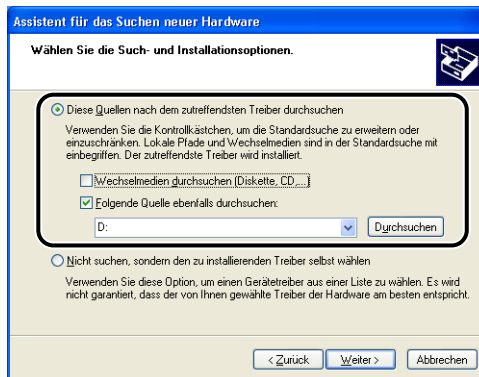 Assistent für das Suchen neuer Hardware
Wählen Sie die Such- und Installationsoptionen.
Diese Quellen nach dem zutreffendsten Treiber durchsuchen
Verwenden Sie die Kontrollkästchen, um die Standardsuche zu erweitern oder
einzuschränken. Lokale Pfade und Wechselmedien sind in der Standardsuche mit
einbegriffen. Der zutreffendste Treiber wird installiert.
Wechselmedien durchsuchen (Diskette, CD,...)
Folgende Quelle ebenfalls durchsuchen:
D:
Durchsuchen
Nicht suchen, sondern den zu installierenden Treiber selbst wählen
Verwenden Sie diese Option, um einen Gerätetreiber aus einer Liste zu wählen. Es wird
nicht garantiert, dass der von Ihnen gewählte Treiber der Hardware am besten entspricht.
< Zurück Weiter > Abbrechen